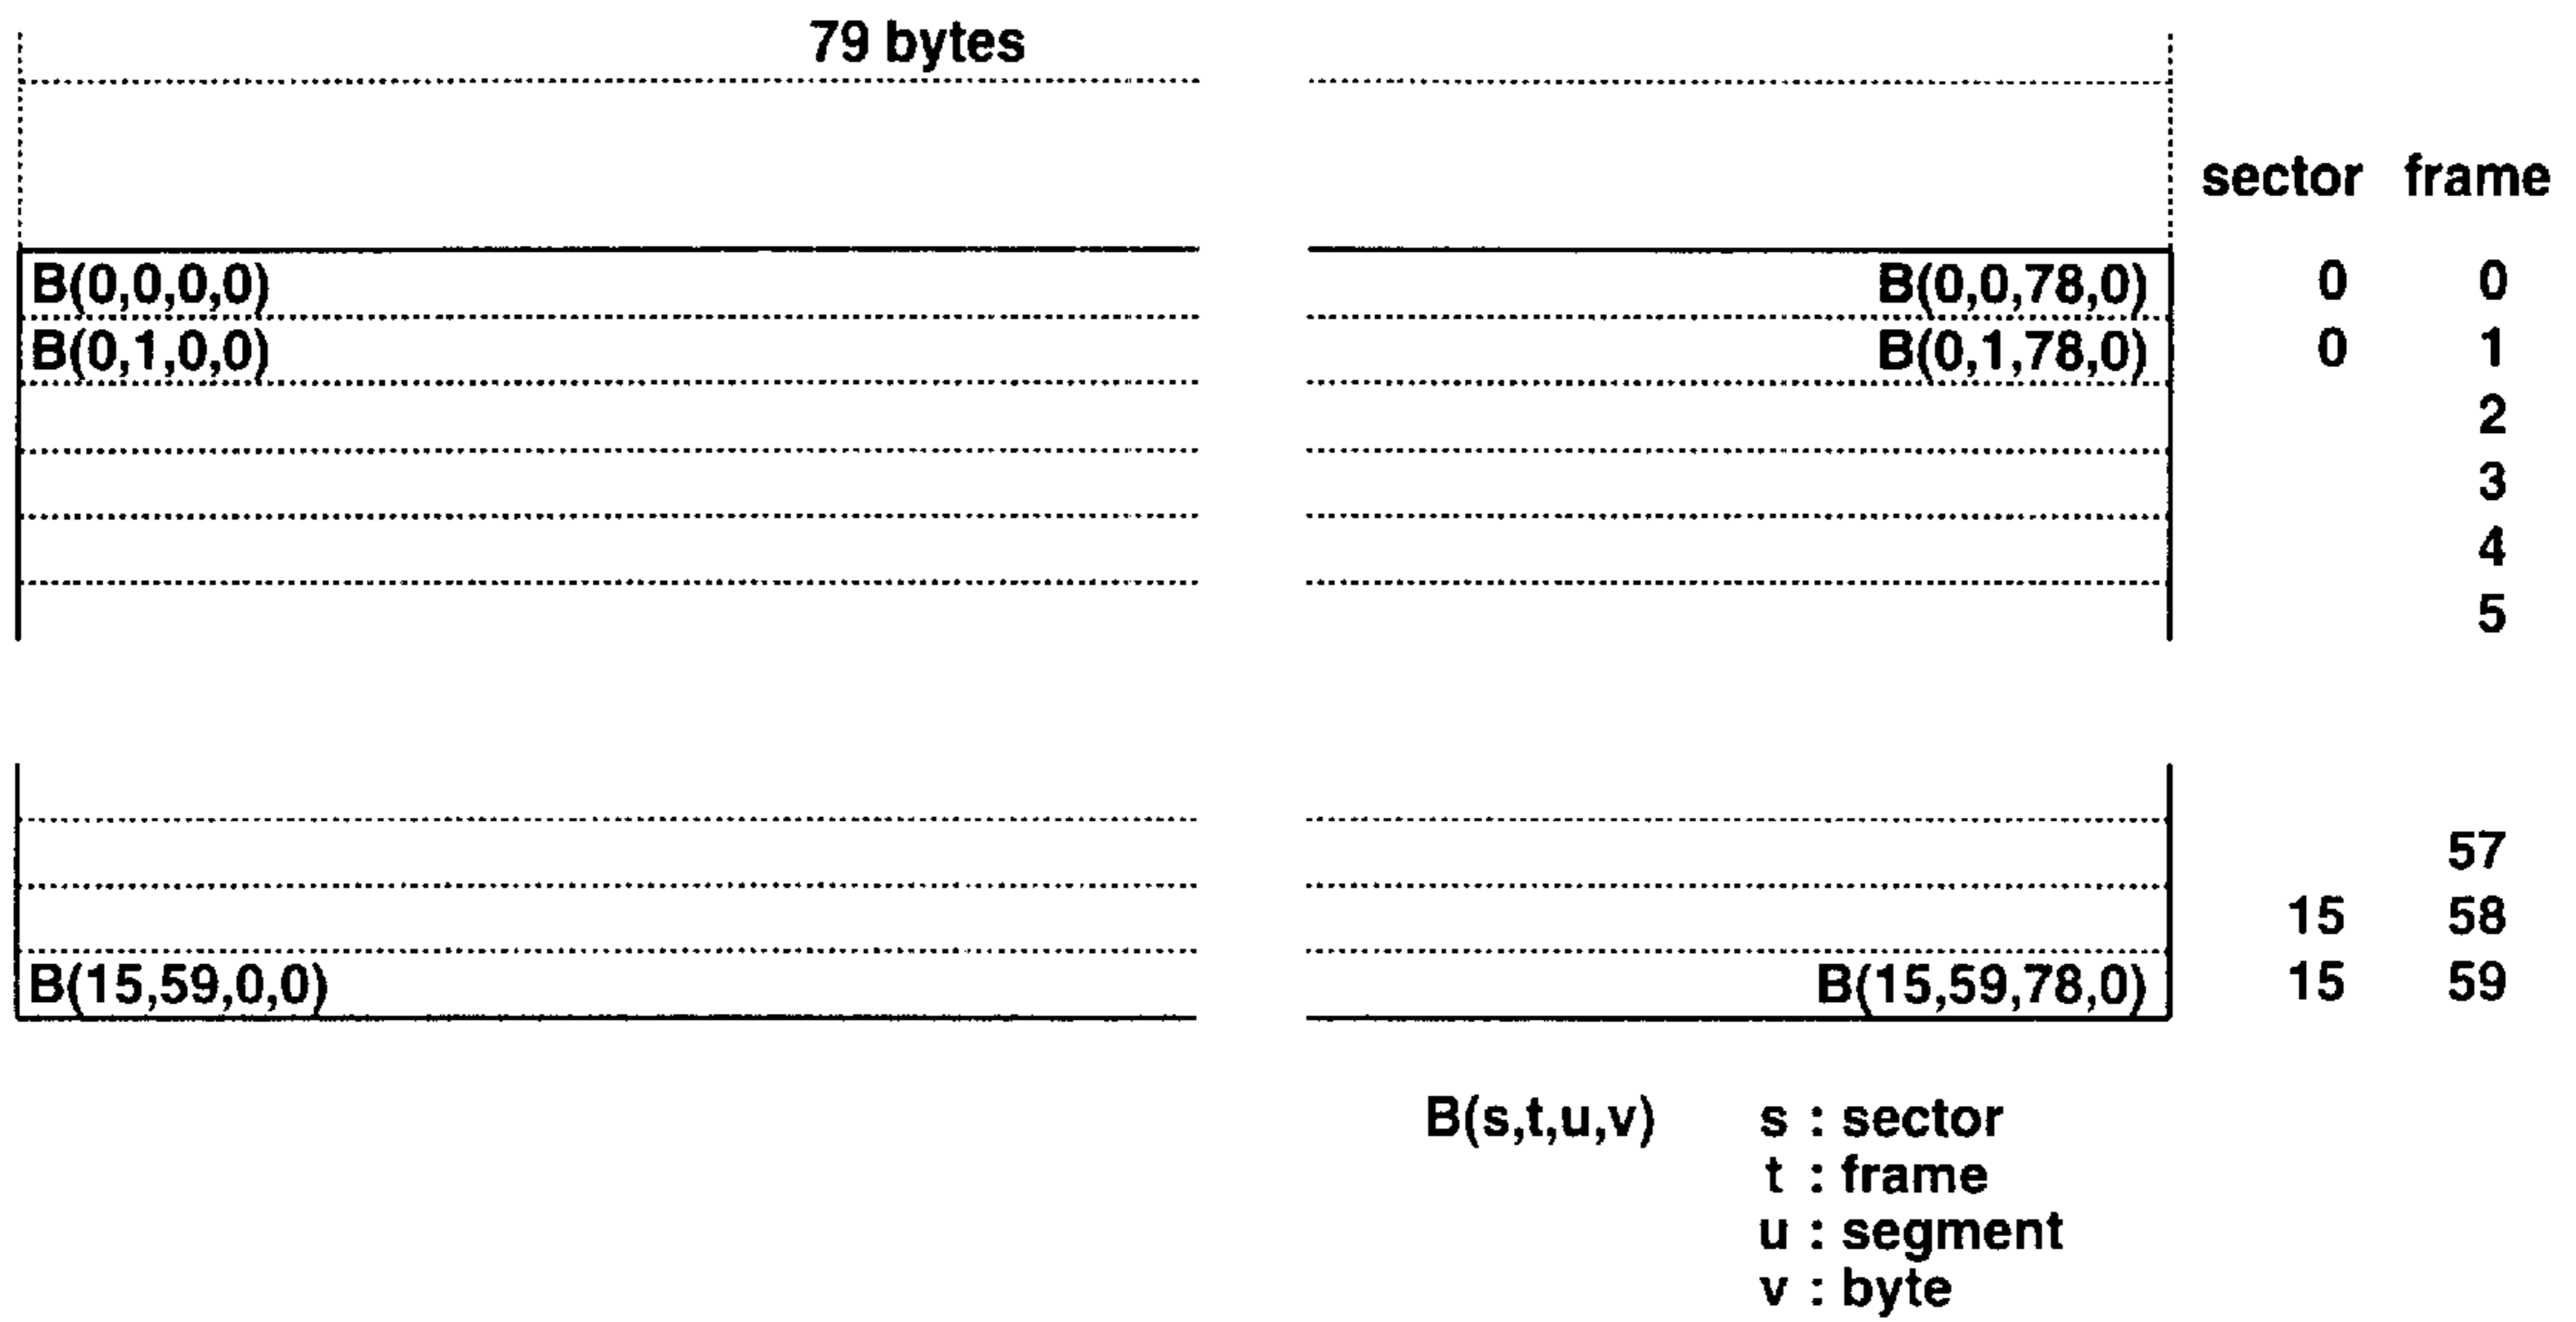 79 bytes
sector frame
B(0,0,0,0) B(0,0,78,0) 0 0
B(0,1,0,0) B(0,1,78,0) 0 1
2
3
4
5
57
15 58
B(15,59,0,0) B(15,59,78,0) 15 59
B(s,t,u,v) s : sector
t : frame
u : segment
v : byte